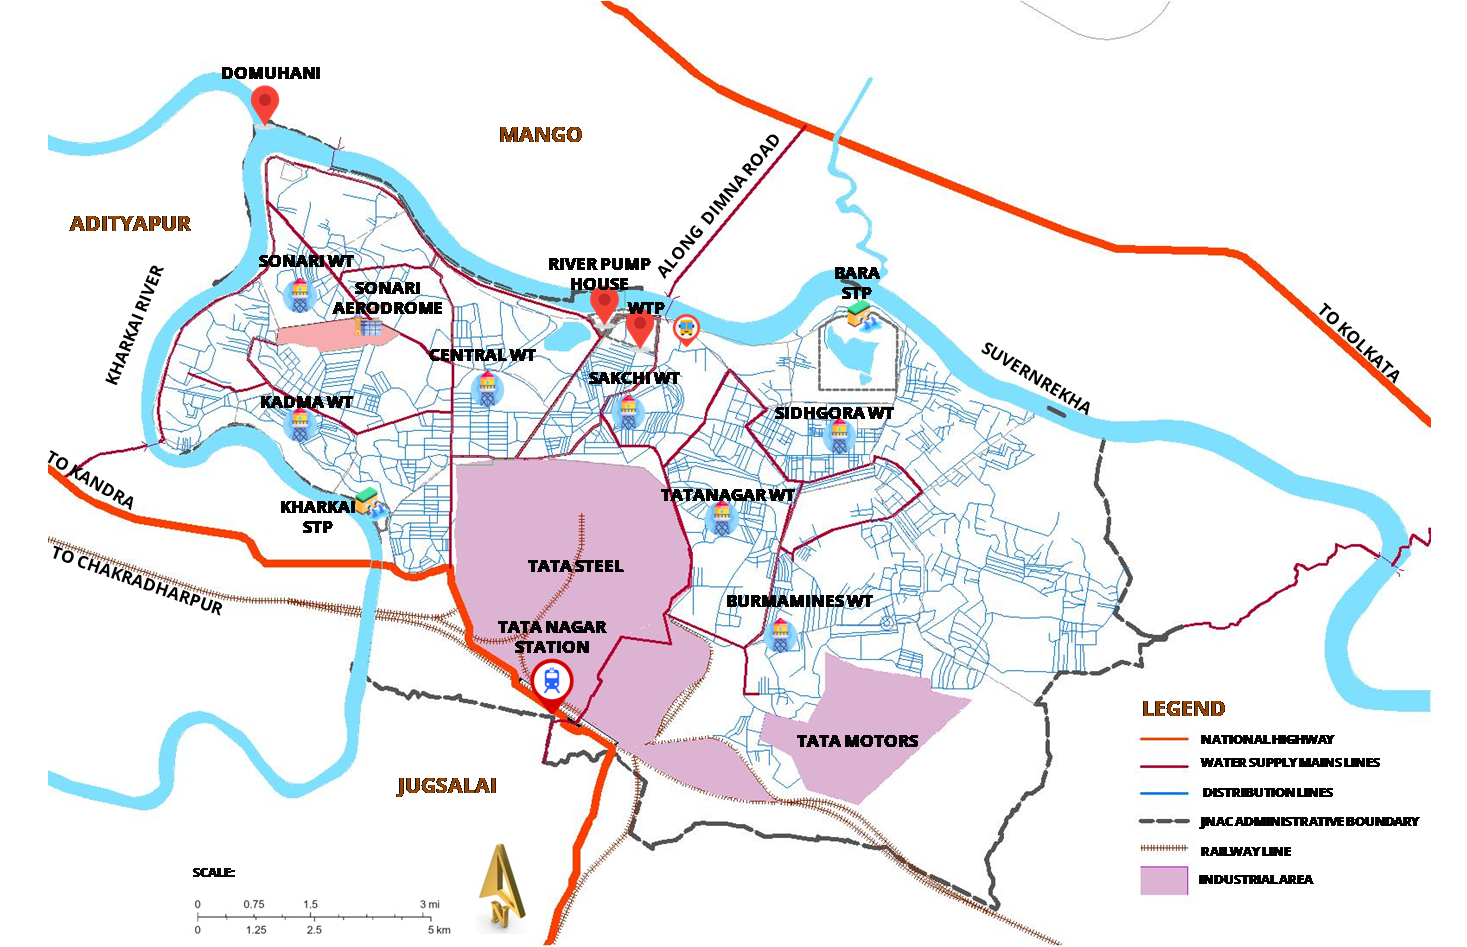 DOMUHANI
MANGO
ADITYAPUR
ALONG DIMNA ROAD
SONARI WT
RIVER PUMP
HOUSE
BARA
STP
SONARI
AERODROME
WTP
KHARKAI RIVER
TO KOLKATA
CENTRAL WT
SUVERNREKHA
SAKCHI WT
KADMA WT
SIDHGORA WT
TO KANDRA
TATANAGAR WT
KHARKAI
STP
TO CHAKRADHARPUR
TATA STEEL
BURMAMINES WT
TATA NAGAR
STATION
LEGEND
NATIONAL HIGHWAY
WATER SUPPLY MAINS LINES
DISTRIBUTION LINES
JNAC ADMINISTRATIVE BOUNDARY
RAILWAY LINE
INDUSTRIAL AREA
TATA MOTORS
JUGSALAI
SCALE:
0 0.75 1.5 3 mi
0 1.25 2.5 5 km
N